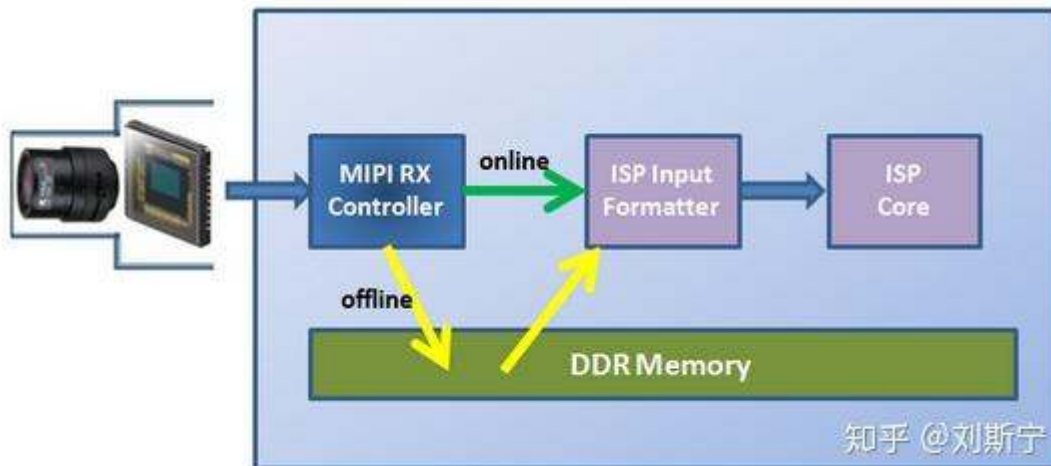 MIPI RX
Controller
online
ISP Input
Formatter
ISP
Core
offline
DDR Memory
知乎 @刘斯宁